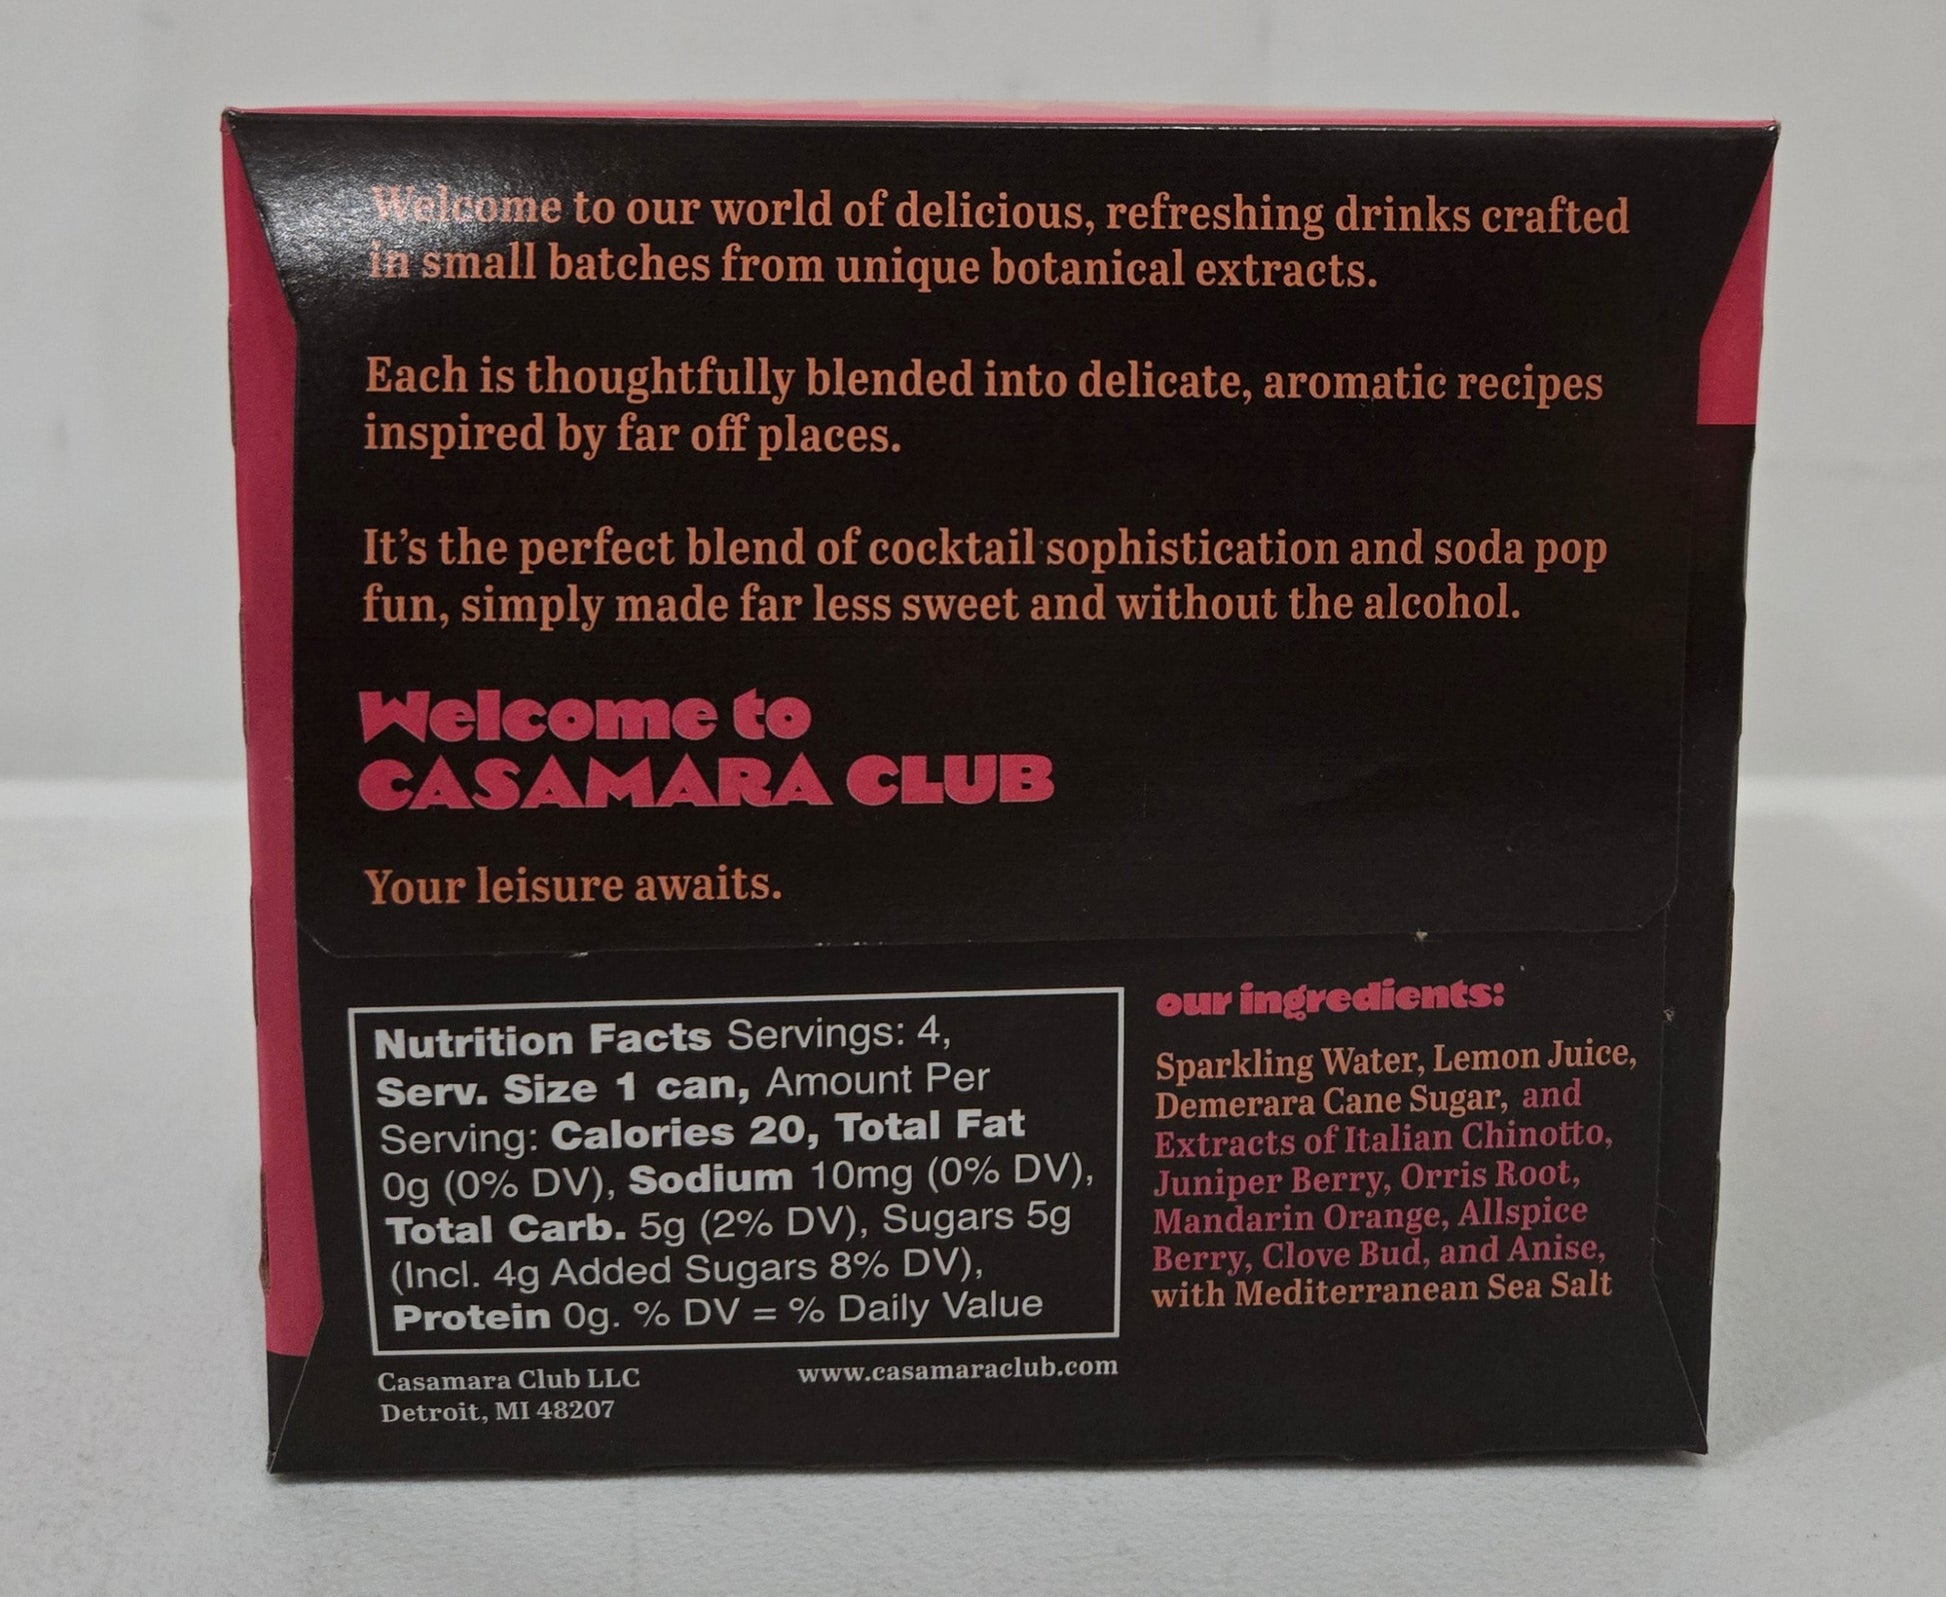 Welcome to our world of delicious, refreshing drinks crafted
in small batches from unique botanical extracts.
Each is thoughtfully blended into delicate, aromatic recipes
inspired by far off places.
It's the perfect blend of cocktail sophistication and soda pop
fun, simply made far less sweet and without the alcohol.
Welcome to
CASAMARA CLUB
Your leisure awaits.
Nutrition Facts Servings: 4,
Serv. Size 1 can, Amount Per
Serving: Calories 20, Total Fat
0g (0% DV), Sodium 10mg (0% DV),
Total Carb. 5g (2% DV), Sugars 5g
(Incl. 4g Added Sugars 8% DV),
Protein 0g. % DV = % Daily Value
Casamara Club LLC
Detroit, MI 48207
www.casamaraclub.com
our ingredients:
Sparkling Water, Lemon Juice,
Demerara Cane Sugar, and
Extracts of Italian Chinotto,
Juniper Berry, Orris Root,
Mandarin Orange, Allspice
Berry, Clove Bud, and Anise,
with Mediterranean Sea Salt